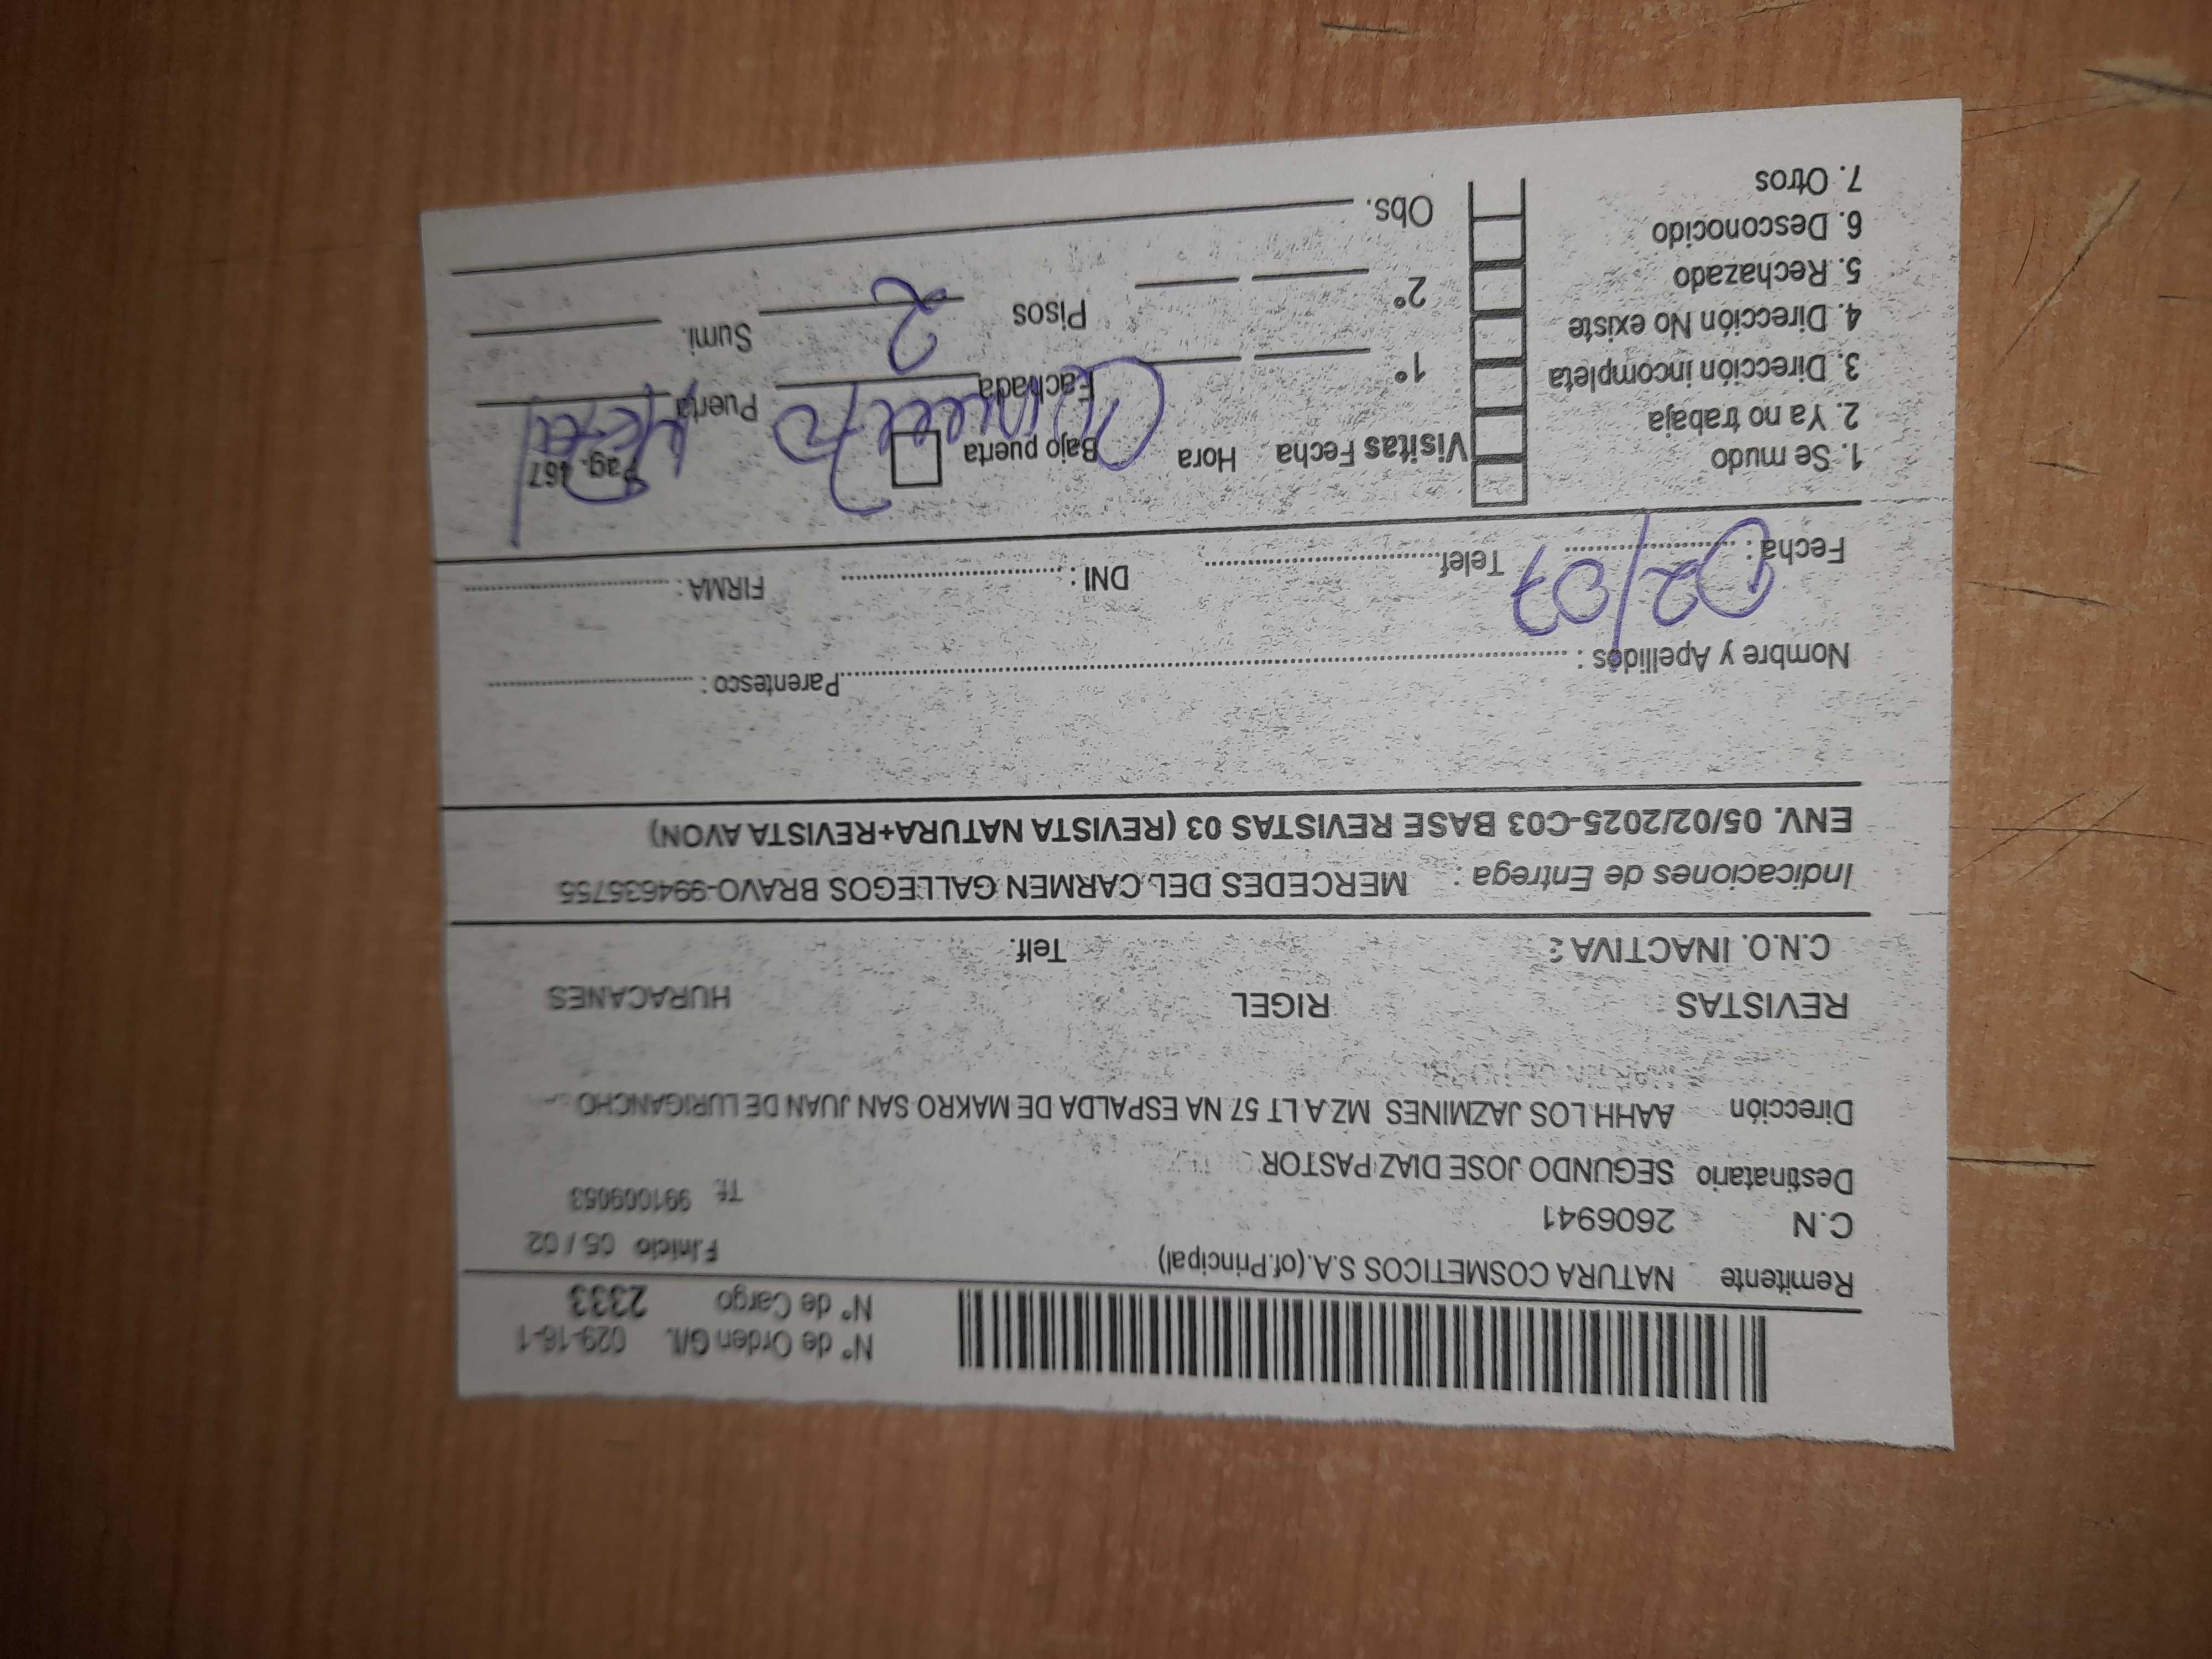 N° de Orden G/L 029-16-1
N° de Cargo 2333
Remitente NATURA COSMETICOS S.A.(of.Principal) F.Inicio 05 / 02
C.N 2606941 Tf. 991009053
Destinatario SEGUNDO JOSE DIAZ PASTOR
Dirección AAHH LOS JAZMINES MZ A LT 57 NA ESPALDA DE MAKRO SAN JUAN DE LURIGANCHO
REVISTAS RIGEL HURACANES
C.N.O. INACTIVA 2 Telf.
Indicaciones de Entrega : MERCEDES DEL CARMEN GALLEGOS BRAVO-994635755
ENV. 05/02/2025-C03 BASE REVISTAS 03 (REVISTA NATURA+REVISTA AVON)
Nombre y Apellidos : Parentesco :
Fecha : 02/07 Telef. DNI : FIRMA :
1. Se mudo Visitas Fecha Hora Bajo puerta Pag. 467
2. Ya no trabaja
3. Dirección incompleta 1° Fachada Puerta
4. Dirección No existe 2° Pisos 2 Sumi.
5. Rechazado
6. Desconocido Obs.
7. Otros